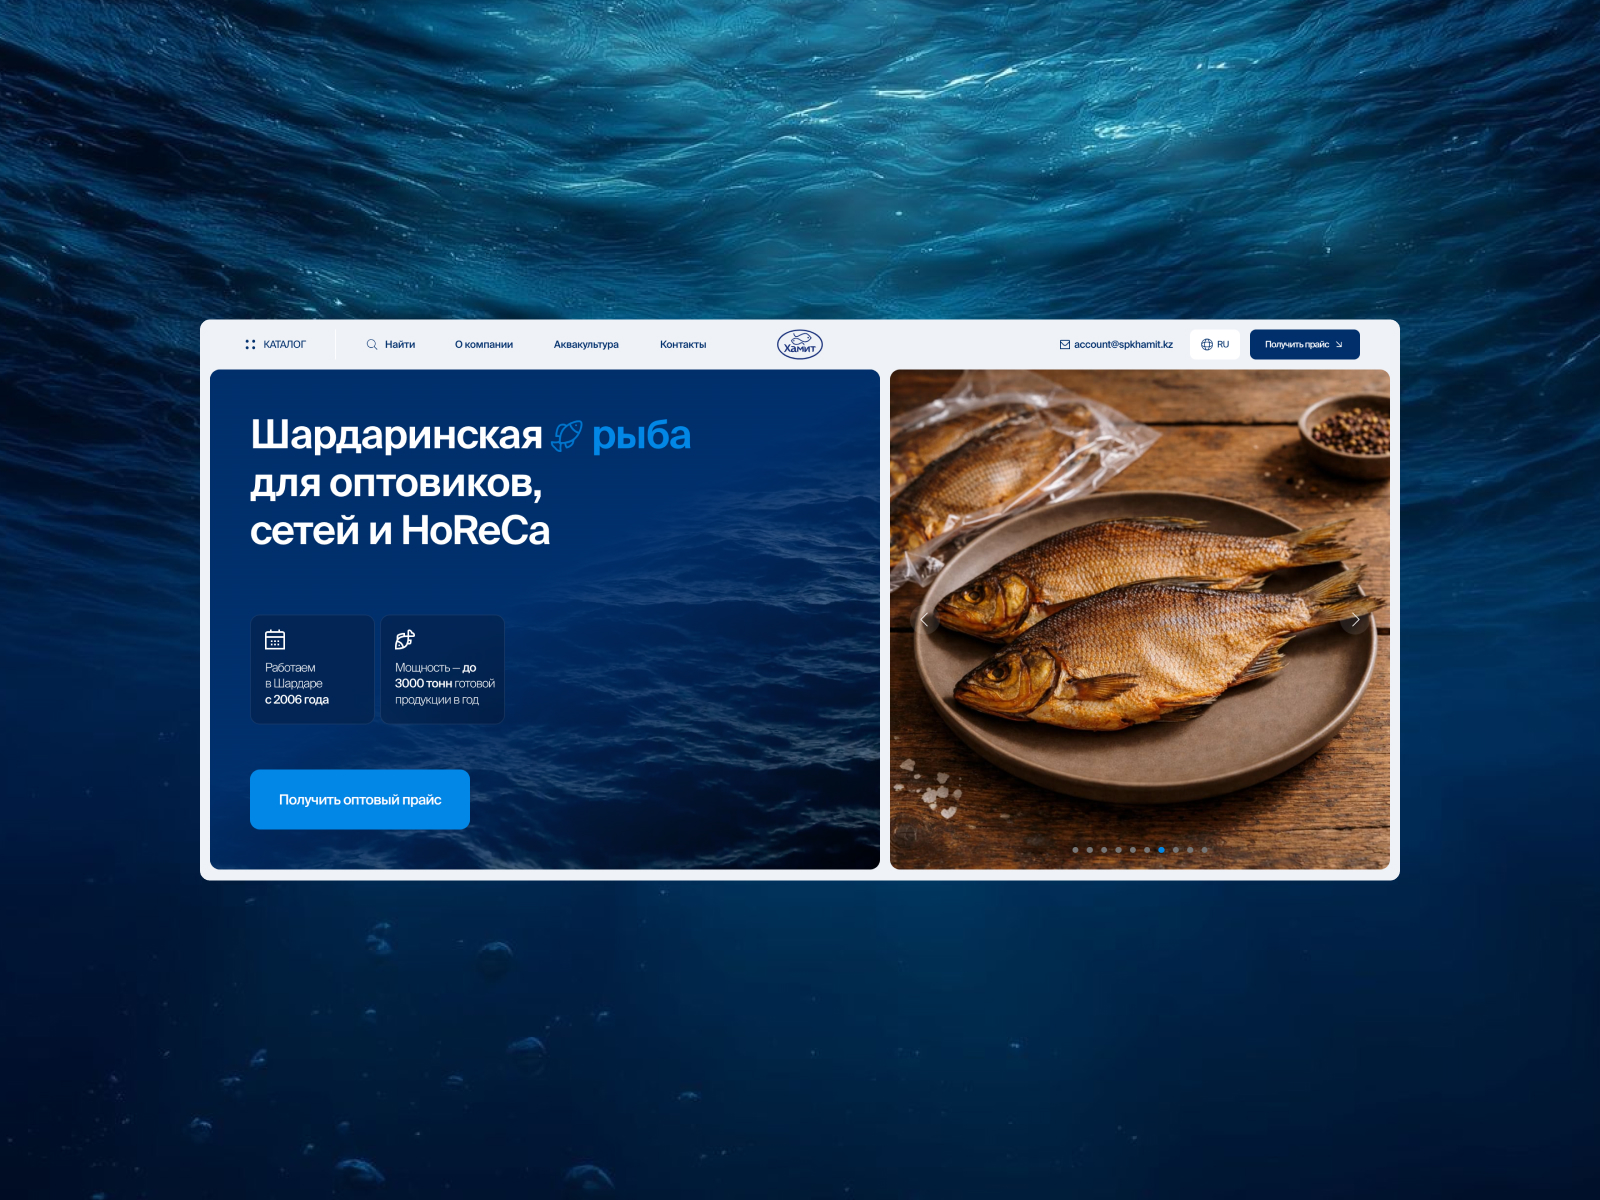 КАТАЛОГ
Найти
О компании
Аквакультура
Контакты
Хамит
account@spkhamit.kz
RU
Получить прайс
Шардаринская рыба
для оптовиков,
сетей и HoReCa
Работаем
в Шардаре
с 2006 года
Мощность – до
3000 тонн готовой
продукции в год
Получить оптовый прайс